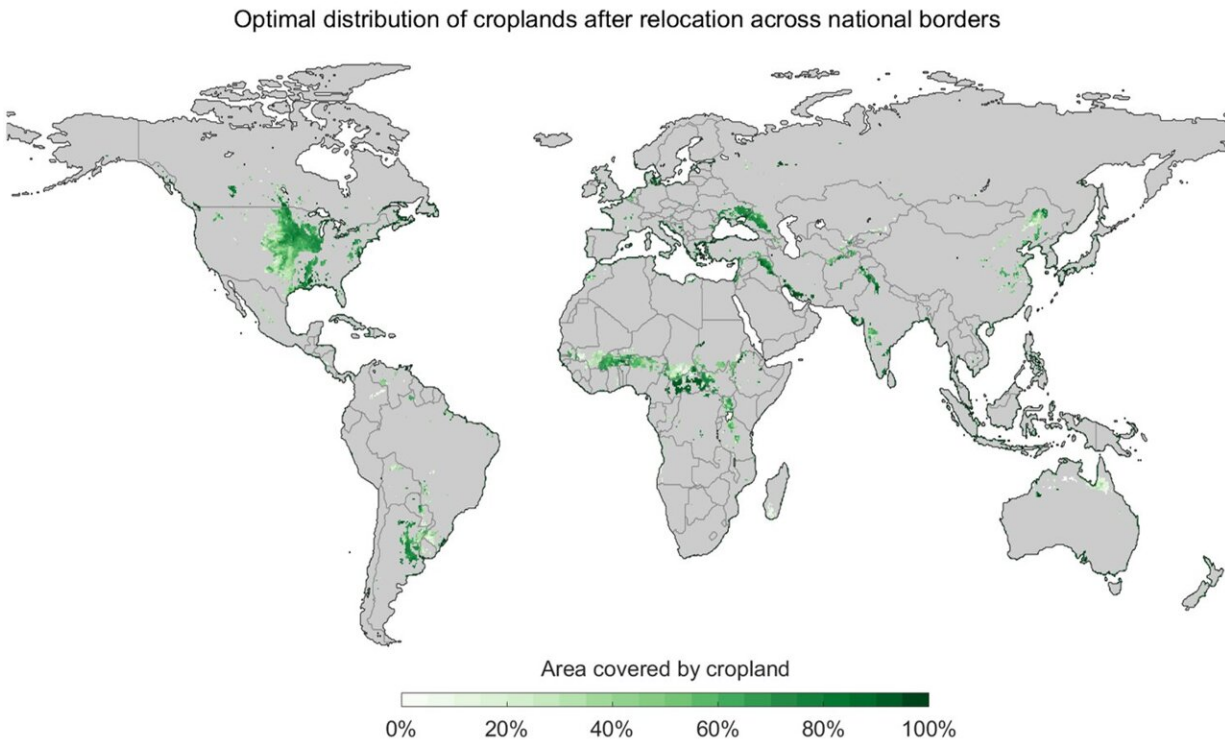 Optimal distribution of croplands after relocation across national borders
Area covered by cropland
0% 20% 40% 60% 80% 100%